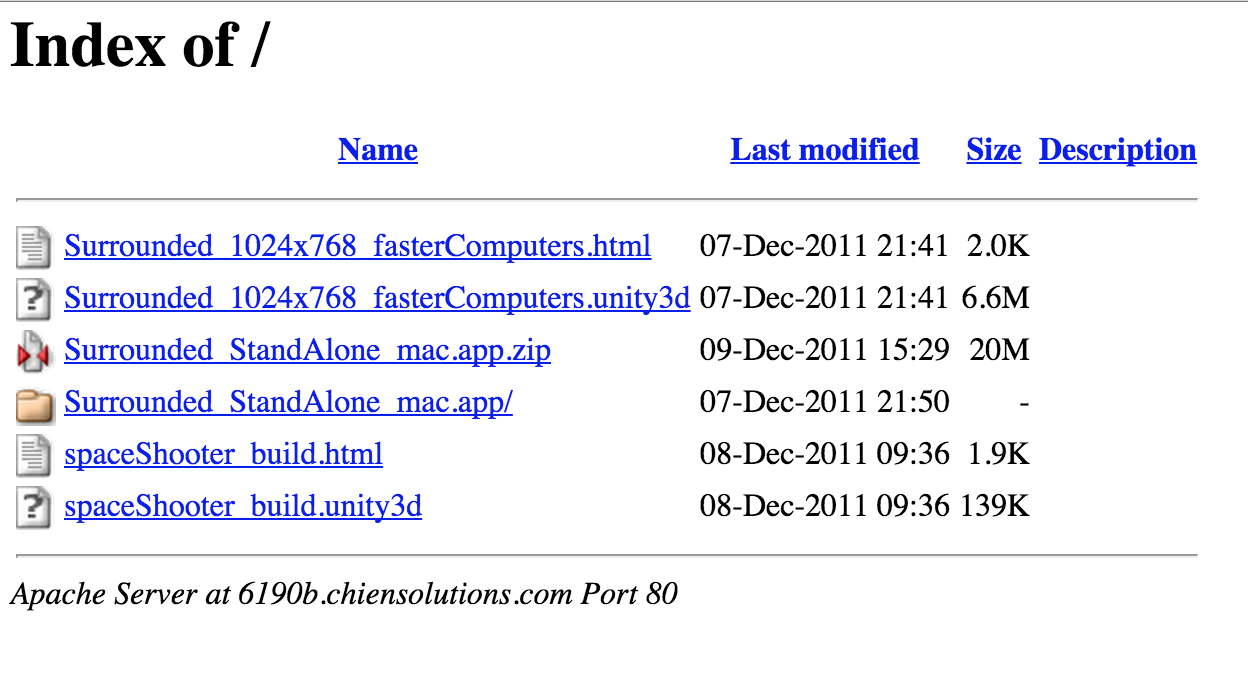 Index of /
Name Last modified Size Description
Surrounded_1024x768_fasterComputers.html 07-Dec-2011 21:41 2.0K
Surrounded_1024x768_fasterComputers.unity3d 07-Dec-2011 21:41 6.6M
Surrounded_StandAlone_mac.app.zip 09-Dec-2011 15:29 20M
Surrounded_StandAlone_mac.app/ 07-Dec-2011 21:50 -
spaceShooter_build.html 08-Dec-2011 09:36 1.9K
spaceShooter_build.unity3d 08-Dec-2011 09:36 139K
Apache Server at 6190b.chiensolutions.com Port 80